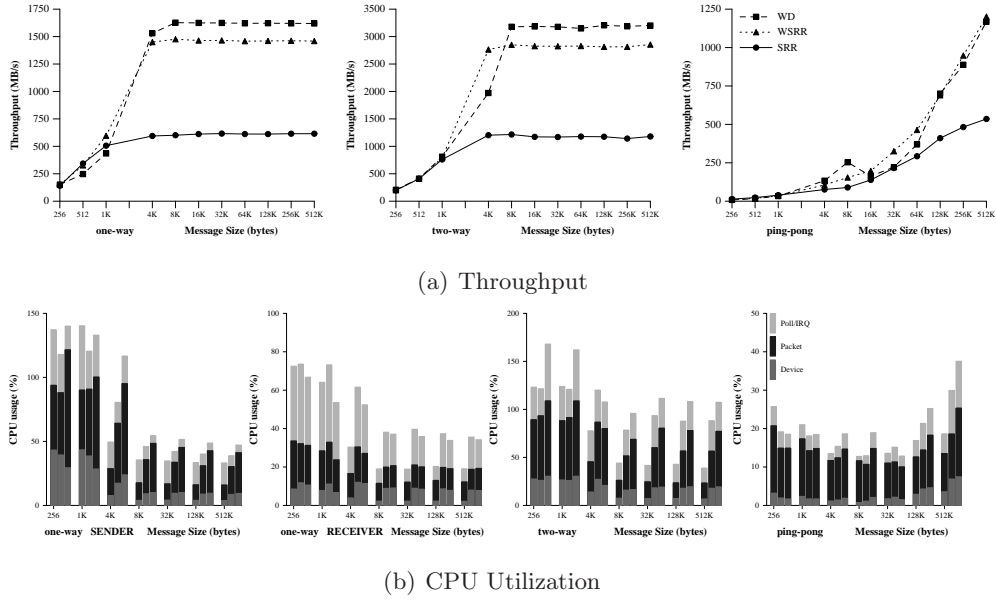 1750
1500
1250
1000
750
500
250
0
Throughput (MB/s)
256 512 1K 4K 8K 16K 32K 64K 128K 256K 512K
one-way Message Size (bytes)
3500
3000
2500
2000
1500
1000
500
0
Throughput (MB/s)
256 512 1K 4K 8K 16K 32K 64K 128K 256K 512K
two-way Message Size (bytes)
1250
1000
750
500
250
0
Throughput (MB/s)
WD
WSRR
SRR
256 512 1K 4K 8K 16K 32K 64K 128K 256K 512K
ping-pong Message Size (bytes)
(a) Throughput
150
100
50
0
CPU usage (%)
256 1K 4K 8K 32K 128K 512K
one-way SENDER Message Size (bytes)
100
80
60
40
20
0
CPU usage (%)
256 1K 4K 8K 32K 128K 512K
one-way RECEIVER Message Size (bytes)
200
150
100
50
0
CPU usage (%)
256 1K 4K 8K 32K 128K 512K
two-way Message Size (bytes)
50
40
30
20
10
0
CPU usage (%)
Poll/IRQ
Packet
Device
256 1K 4K 8K 32K 128K 512K
ping-pong Message Size (bytes)
(b) CPU Utilization